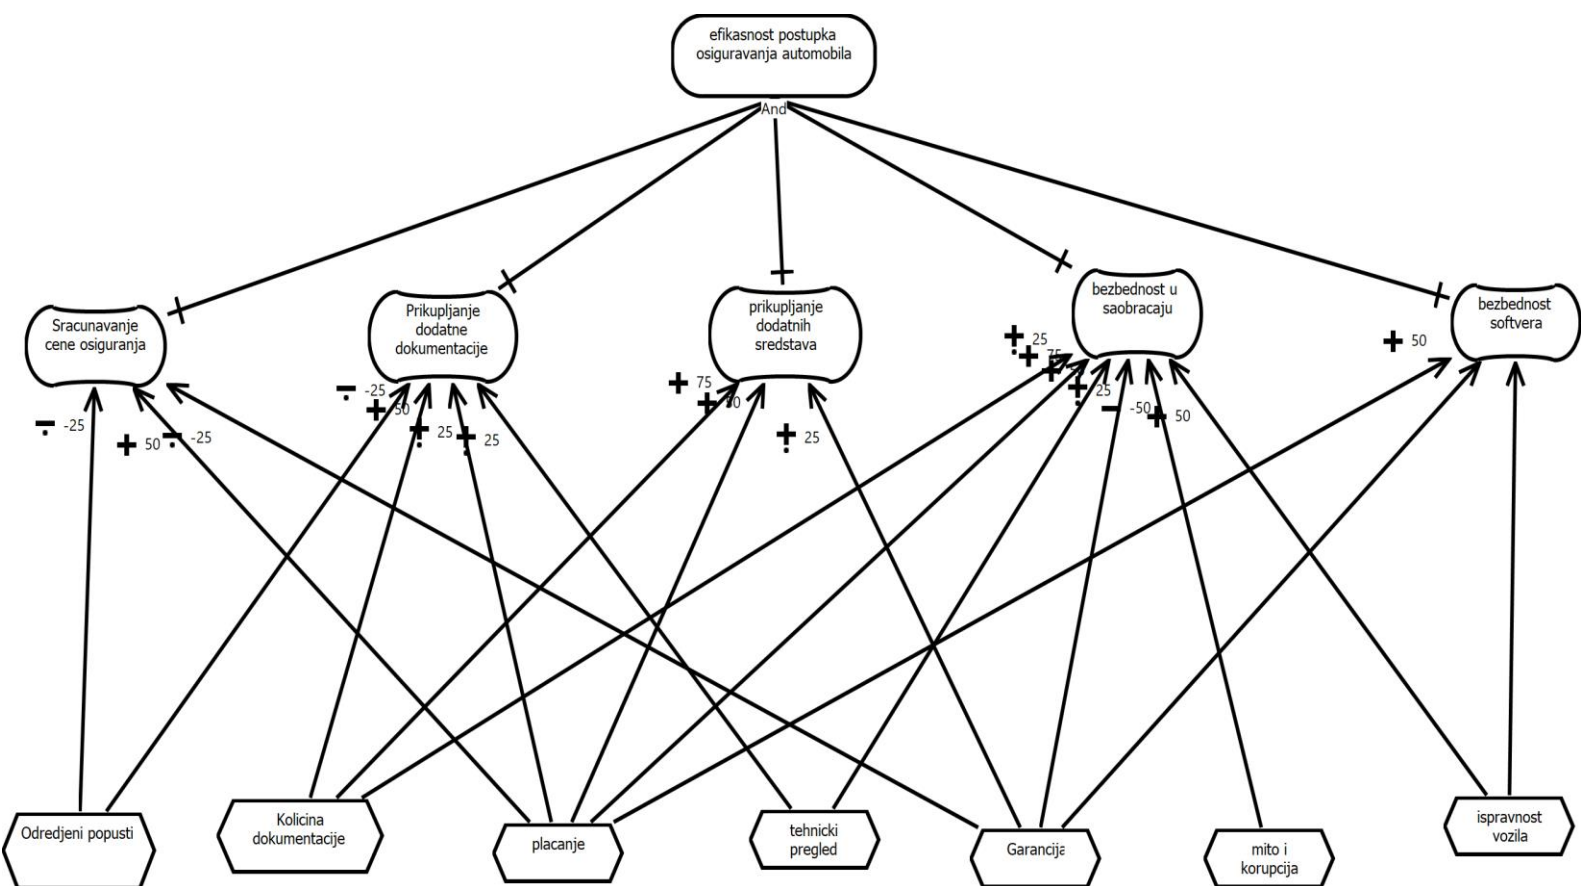 efikasnost postupka
osiguravanja automobila
And
Sracunavanje
cene osiguranja
Prikupljanje
dodatne
dokumentacije
prikupljanje
dodatnih
sredstava
bezbednost u
saobracaju
bezbednost
softvera
-25
50
-25
-25
50
25
25
75
25
25
75
25
-50
50
50
Odredjeni popusti
Kolicina
dokumentacije
placanje
tehnicki
pregled
Garancija
mito i
korupcija
ispravnost
vozila